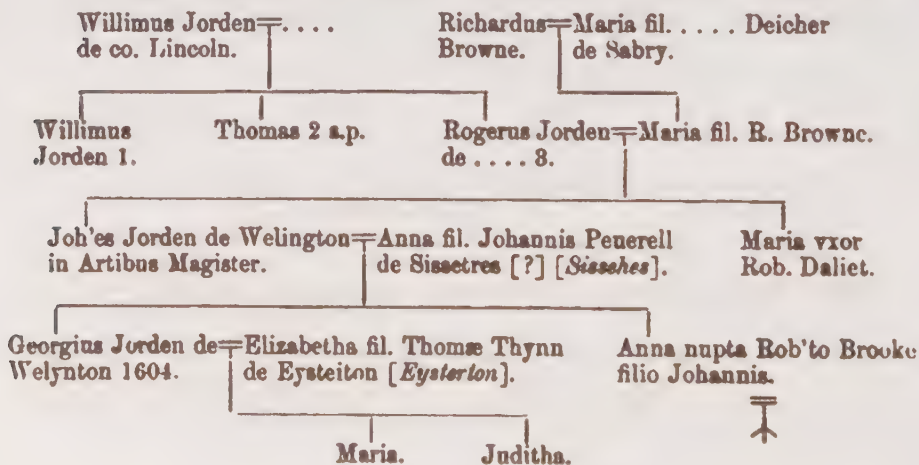 Willimus Jorden . . . .
de co. Lincoln.
Richardus Maria fil. . . . . . Deicher
Browne. de Sabry.
Willimus
Jorden 1.
Thomas 2 s.p.
Rogerus Jorden Maria fil. R. Browne.
de . . . . 3.
Joh'es Jorden de Welington Anna fil. Johannis Peuerell
in Artibus Magister. de Sissetres [?] [Sissehes].
Maria vxor
Rob. Daliet.
Georgius Jorden de Elizabetha fil. Thomæ Thynn
Welynton 1604. de Eysteiton [Eysterton].
Anna nupta Rob'to Brooke
filio Johannis.
Maria. Juditha.